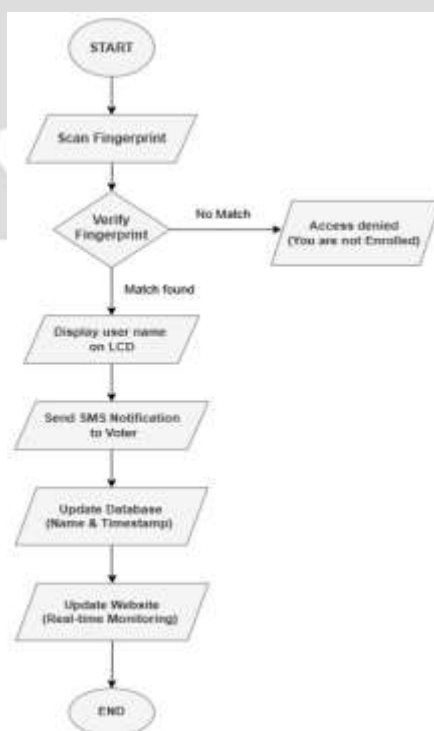 START
Scan Fingerprint
Verify
Fingerprint
No Match
Access denied
(You are not Enrolled)
Match found
Display user name
on LCD
Send SMS Notification
to Voter
Update Database
(Name & Timestamp)
Update Website
(Real-time Monitoring)
END